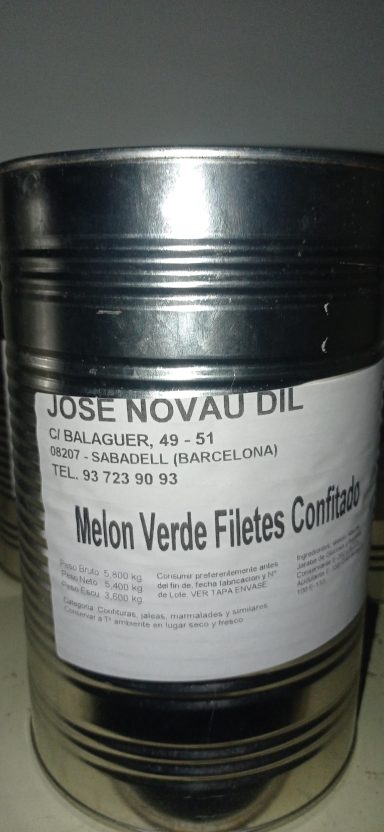 JOSE NOVAU DIL
C/ BALAGUER, 49 - 51
08207 - SABADELL (BARCELONA)
TEL. 93 723 90 93
Melon Verde Filetes Confitado
Peso Bruto 5,800 kg
Peso Neto 5,400 kg
Peso Escu. 3,600 kg
Consumir preferentemente antes
del fin de, fecha fabricacion y Nº
de Lote. VER TAPA ENVASE
Ingredientes,
Jarabe de
Categoria Confituras, jaleas, marmalades y similares
Conservar a Tª ambiente en lugar seco y fresco